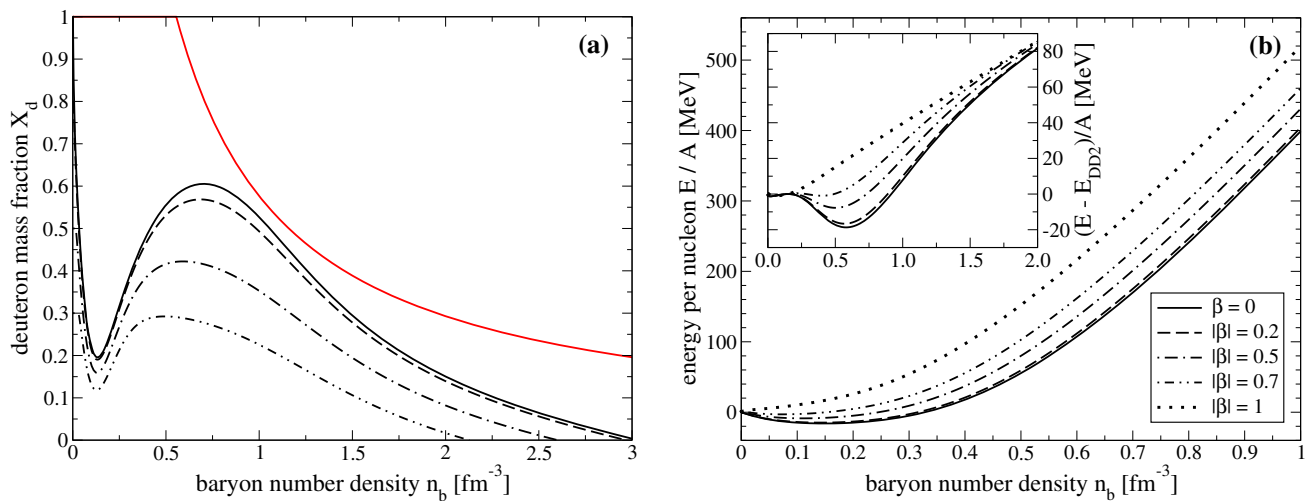 (a)
deuteron mass fraction X_d
1
0.9
0.8
0.7
0.6
0.5
0.4
0.3
0.2
0.1
0
0 0.5 1 1.5 2 2.5 3
baryon number density n_b [fm^-3]
(b)
energy per nucleon E / A [MeV]
500
400
300
200
100
0
0 0.1 0.2 0.3 0.4 0.5 0.6 0.7 0.8 0.9 1
baryon number density n_b [fm^-3]
80
60
40
20
0
-20
(E - E_DD2)/A [MeV]
0.0 0.5 1.0 1.5 2.0
β = 0
|β| = 0.2
|β| = 0.5
|β| = 0.7
|β| = 1